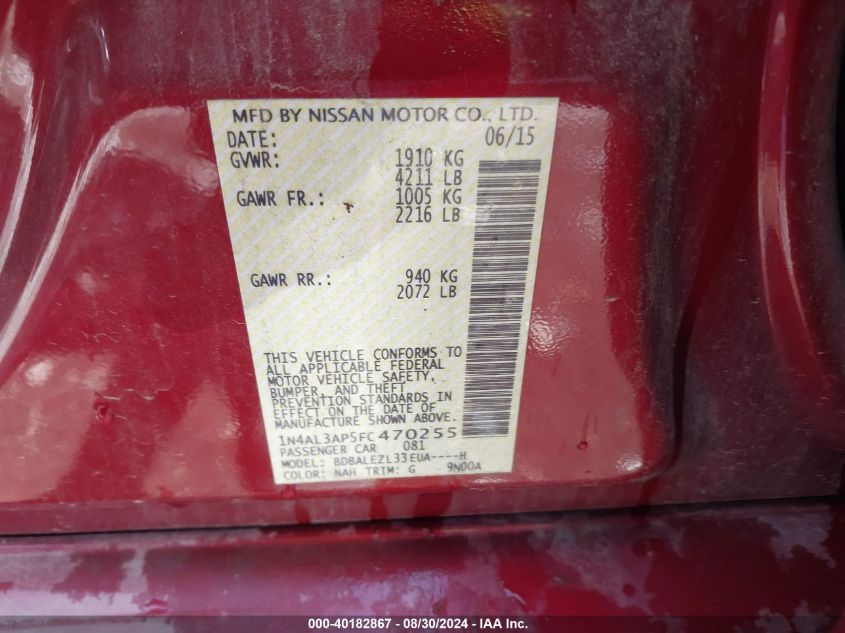 MFD BY NISSAN MOTOR CO., LTD.
DATE: 06/15
GVWR: 1910 KG
4211 LB
GAWR FR.: 1005 KG
2216 LB
GAWR RR.: 940 KG
2072 LB
THIS VEHICLE CONFORMS TO
ALL APPLICABLE FEDERAL
MOTOR VEHICLE SAFETY,
BUMPER, AND THEFT
PREVENTION STANDARDS IN
EFFECT ON THE DATE OF
MANUFACTURE SHOWN ABOVE.
1N4AL3AP5FC470255
PASSENGER CAR 081
MODEL: BDBALEZL33EUA----H
COLOR: NAH TRIM: G 9N00A
000-40182867 - 08/30/2024 - IAA Inc.